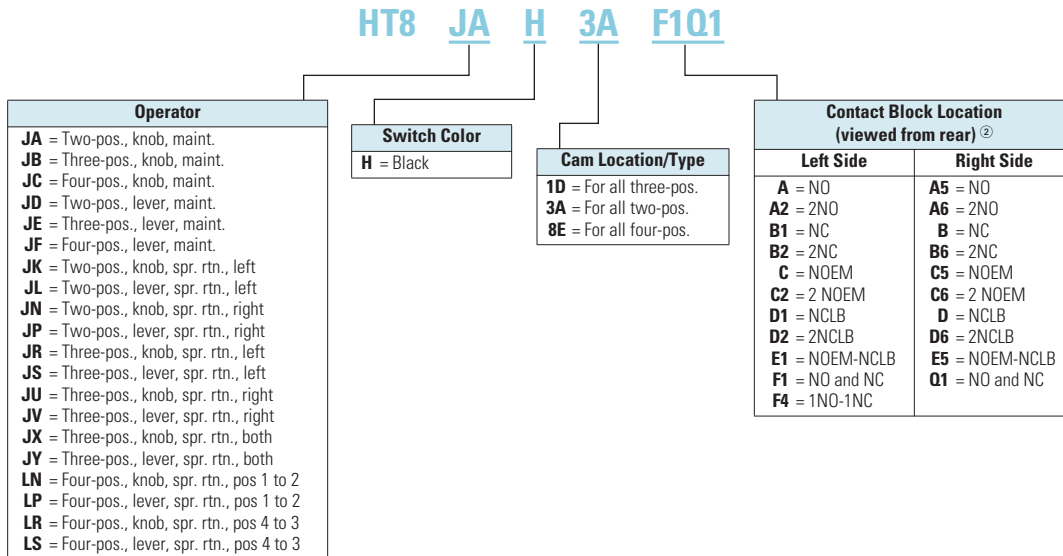 HT8 JA H 3A F1Q1
Operator
JA = Two-pos., knob, maint.
JB = Three-pos., knob, maint.
JC = Four-pos., knob, maint.
JD = Two-pos., lever, maint.
JE = Three-pos., lever, maint.
JF = Four-pos., lever, maint.
JK = Two-pos., knob, spr. rtn., left
JL = Two-pos., lever, spr. rtn., left
JN = Two-pos., knob, spr. rtn., right
JP = Two-pos., lever, spr. rtn., right
JR = Three-pos., knob, spr. rtn., left
JS = Three-pos., lever, spr. rtn., left
JU = Three-pos., knob, spr. rtn., right
JV = Three-pos., lever, spr. rtn., right
JX = Three-pos., knob, spr. rtn., both
JY = Three-pos., lever, spr. rtn., both
LN = Four-pos., knob, spr. rtn., pos 1 to 2
LP = Four-pos., lever, spr. rtn., pos 1 to 2
LR = Four-pos., knob, spr. rtn., pos 4 to 3
LS = Four-pos., lever, spr. rtn., pos 4 to 3
Switch Color
H = Black
Cam Location/Type
1D = For all three-pos.
3A = For all two-pos.
8E = For all four-pos.
Contact Block Location
(viewed from rear) ②
Left Side
A = NO
A2 = 2NO
B1 = NC
B2 = 2NC
C = NOEM
C2 = 2 NOEM
D1 = NCLB
D2 = 2NCLB
E1 = NOEM-NCLB
F1 = NO and NC
F4 = 1NO-1NC
Right Side
A5 = NO
A6 = 2NO
B = NC
B6 = 2NC
C5 = NOEM
C6 = 2 NOEM
D = NCLB
D6 = 2NCLB
E5 = NOEM-NCLB
Q1 = NO and NC